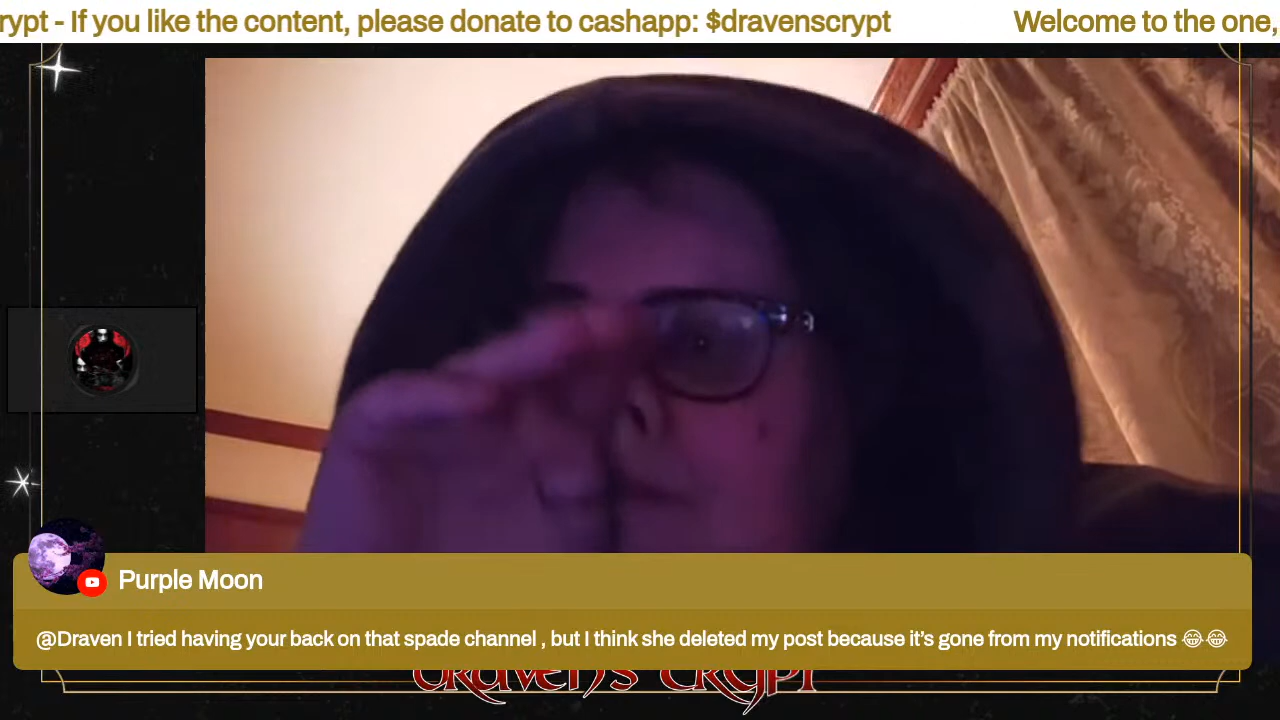 rypt - If you like the content, please donate to cashapp: $dravenscrypt Welcome to the one,
Purple Moon
@Draven I tried having your back on that spade channel , but I think she deleted my post because it's gone from my notifications 😂😂
Draven's Crypt